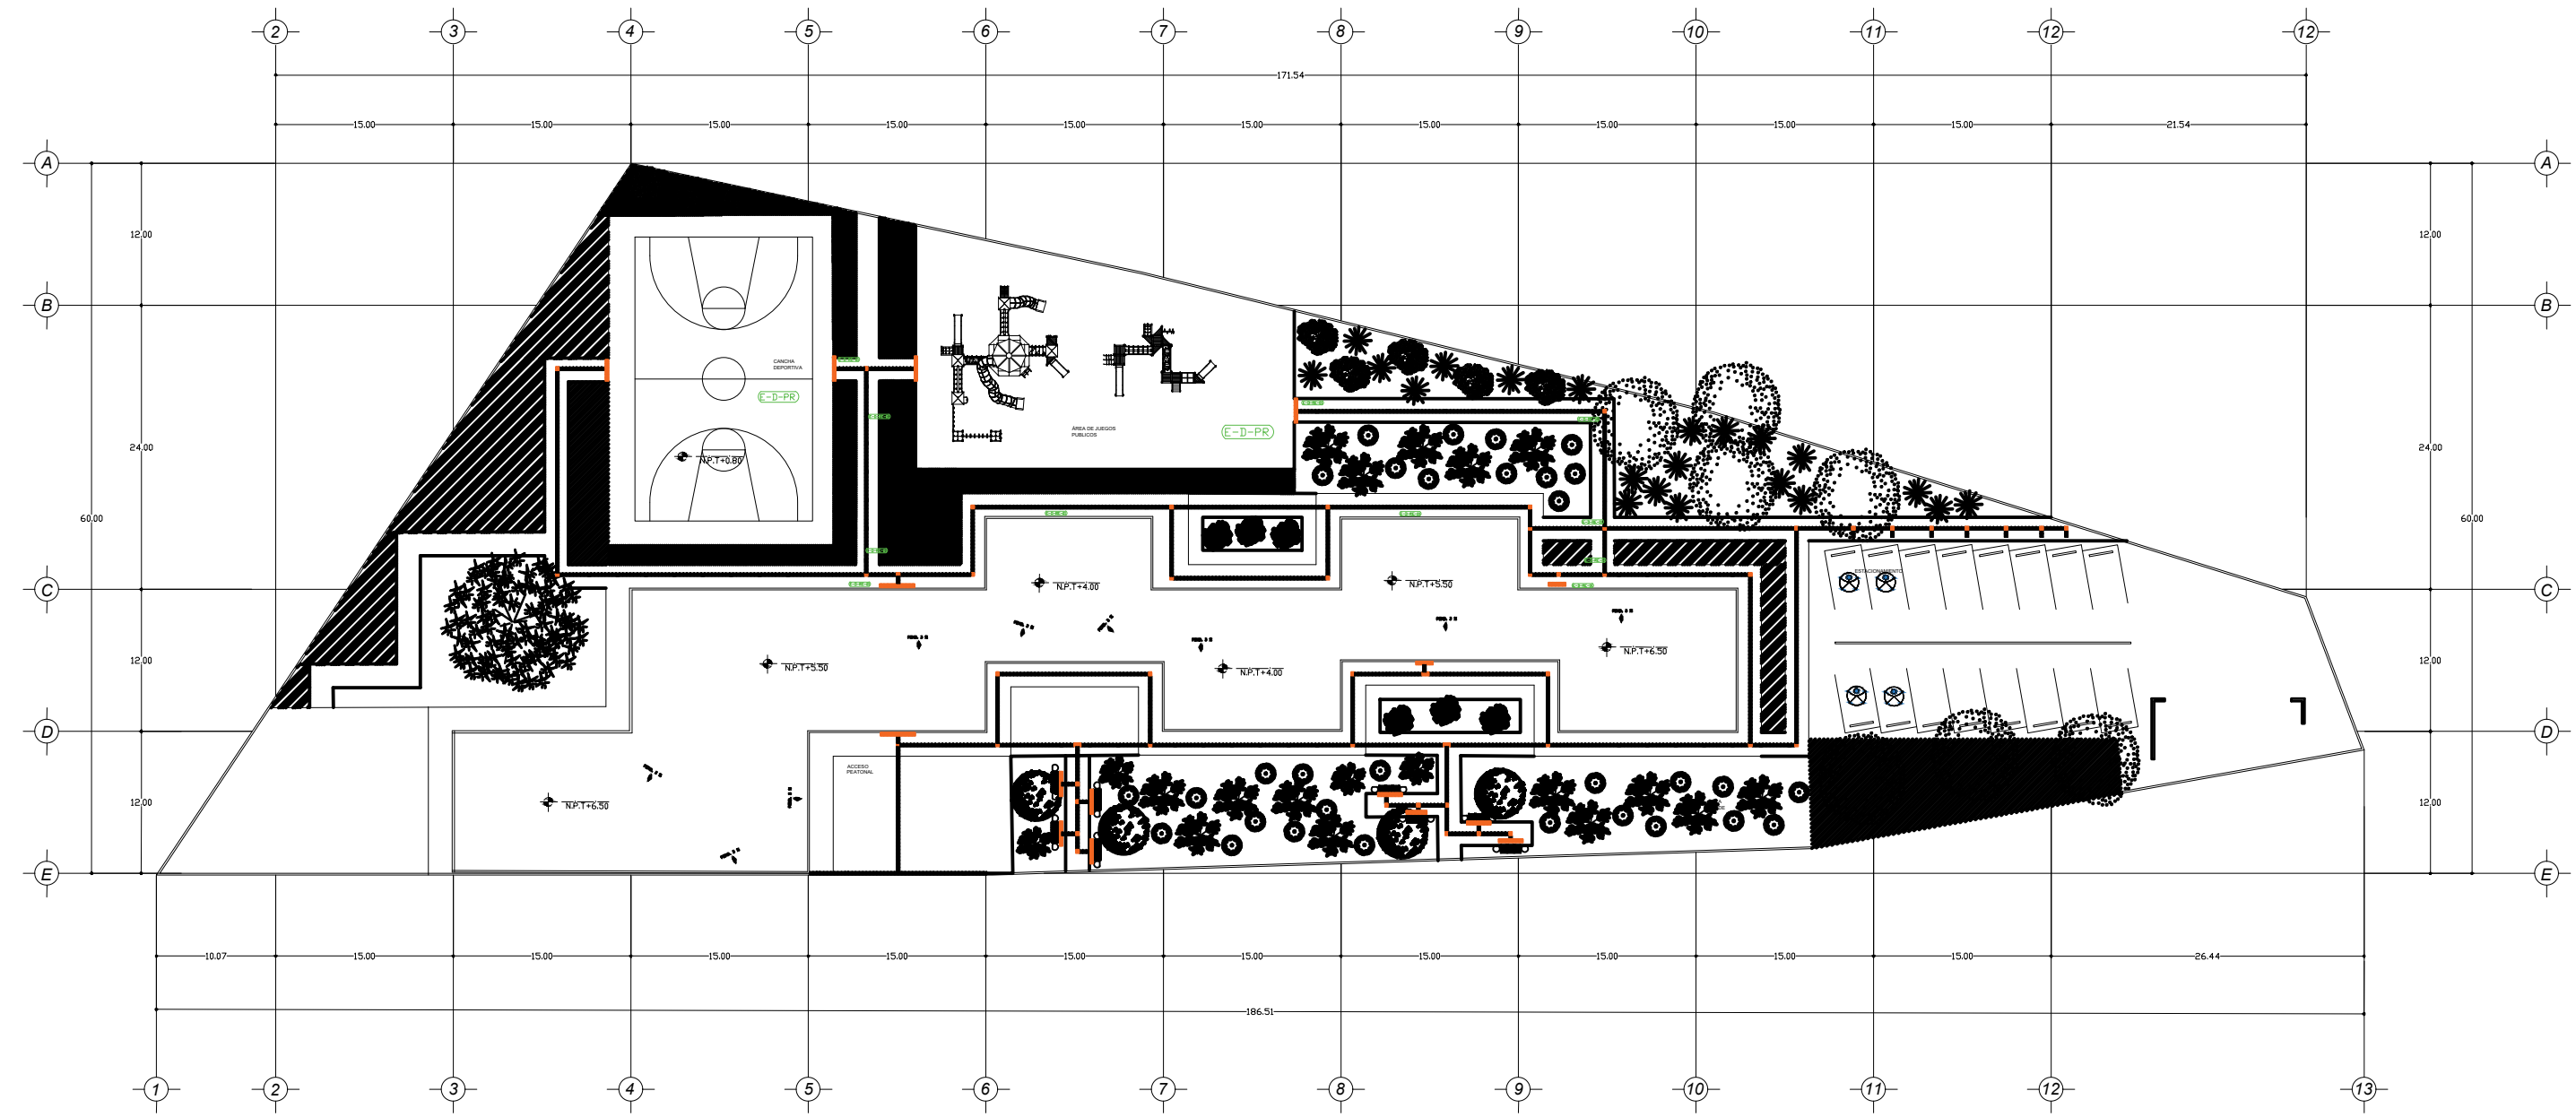 2 3 4 5 6 7 8 9 10 11 12 12
171.54
15.00 15.00 15.00 15.00 15.00 15.00 15.00 15.00 15.00 15.00 21.54
A A
12.00 12.00
B B
CANCHA
DEPORTIVA
E-D-PR
ÁREA DE JUEGOS
PUBLICOS
E-D-PR
24.00 24.00
N.P.T+0.80
60.00 60.00
ESTACIONAMIENTO
N.P.T+4.00 N.P.T+5.50
C C
12.00 12.00
N.P.T+5.50 N.P.T+4.00 N.P.T+6.50
D D
ACCESO
PEATONAL
12.00 12.00
N.P.T+6.50
E E
10.07 15.00 15.00 15.00 15.00 15.00 15.00 15.00 15.00 15.00 15.00 26.44
186.51
1 2 3 4 5 6 7 8 9 10 11 12 13